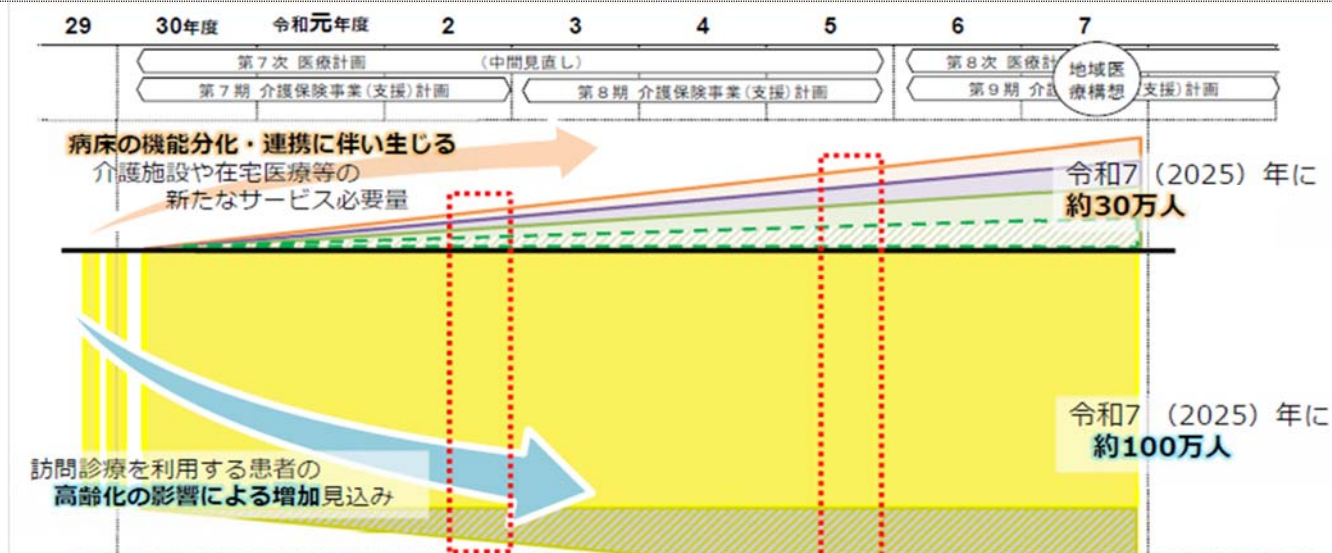 29 30年度 令和元年度 2 3 4 5 6 7
第7次 医療計画 (中間見直し) 第8次 医療計
地域医
療構想
第7期 介護保険事業(支援)計画 第8期 介護保険事業(支援)計画 第9期 介護 支援)計画
病床の機能分化・連携に伴い生じる
介護施設や在宅医療等の
新たなサービス必要量
令和7(2025)年に
約30万人
令和7 (2025)年に
約100万人
訪問診療を利用する患者の
高齢化の影響による増加見込み